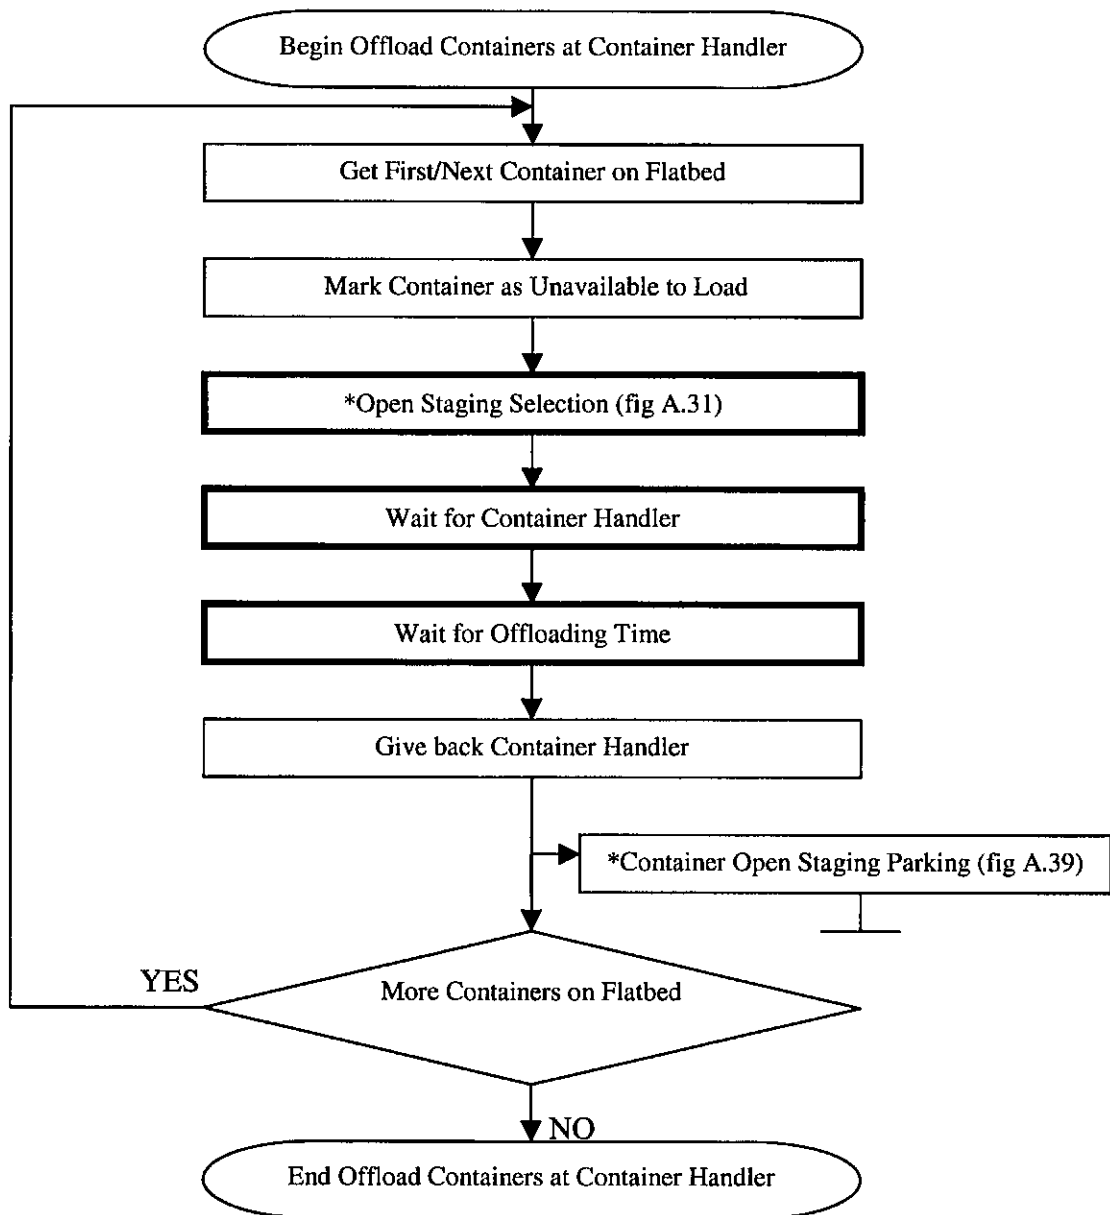 Begin Offload Containers at Container Handler
Get First/Next Container on Flatbed
Mark Container as Unavailable to Load
*Open Staging Selection (fig A.31)
Wait for Container Handler
Wait for Offloading Time
Give back Container Handler
*Container Open Staging Parking (fig A.39)
YES
More Containers on Flatbed
NO
End Offload Containers at Container Handler